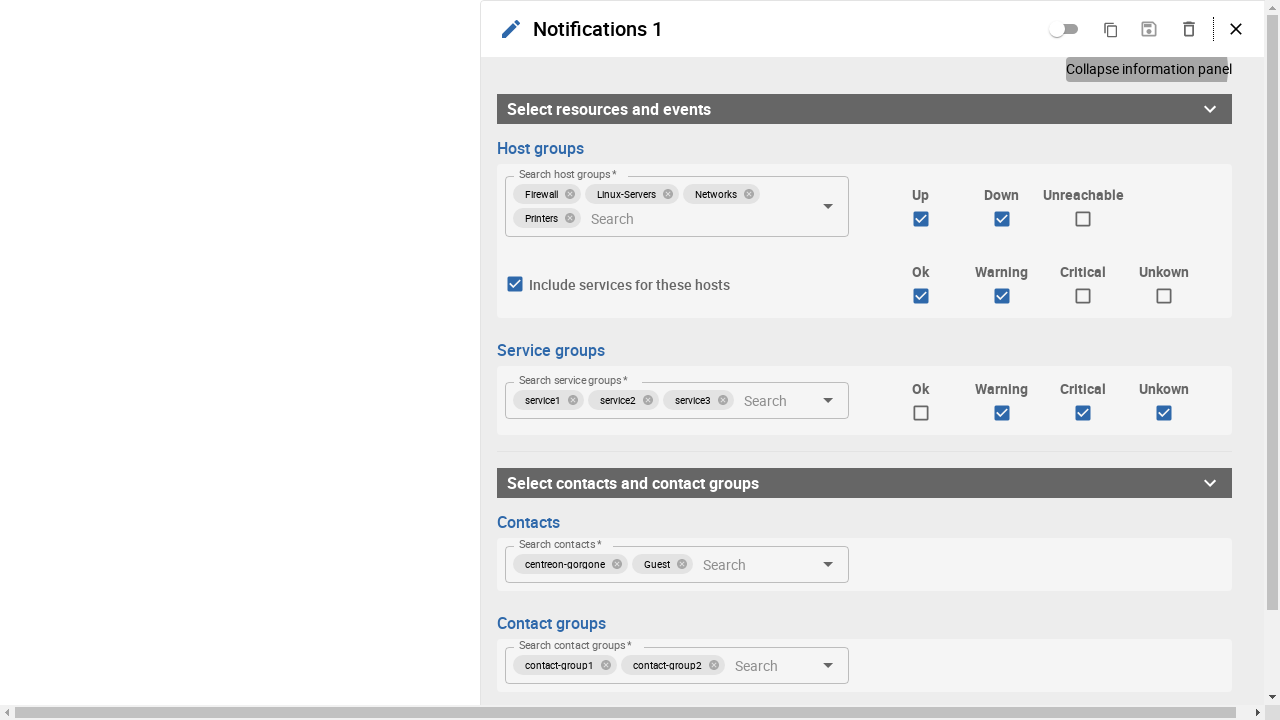 Notifications 1
Collapse information panel
Select resources and events
Host groups
Search host groups *
Firewall
Linux-Servers
Networks
Printers
Search
Up
Down
Unreachable
Include services for these hosts
Ok
Warning
Critical
Unkown
Service groups
Search service groups *
service1
service2
service3
Search
Ok
Warning
Critical
Unkown
Select contacts and contact groups
Contacts
Search contacts *
centreon-gorgone
Guest
Search
Contact groups
Search contact groups *
contact-group1
contact-group2
Search